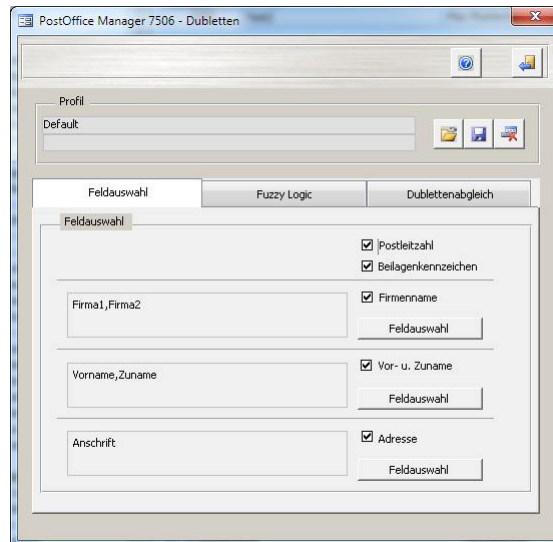 PostOffice Manager 7506 - Dubletten
Profil
Default
Feldauswahl
Fuzzy Logic
Dublettenabgleich
Feldauswahl
Postleitzahl
Beilagenkennzeichen
Firma1,Firma2
Firmenname
Feldauswahl
Vorname,Zuname
Vor- u. Zuname
Feldauswahl
Anschrift
Adresse
Feldauswahl